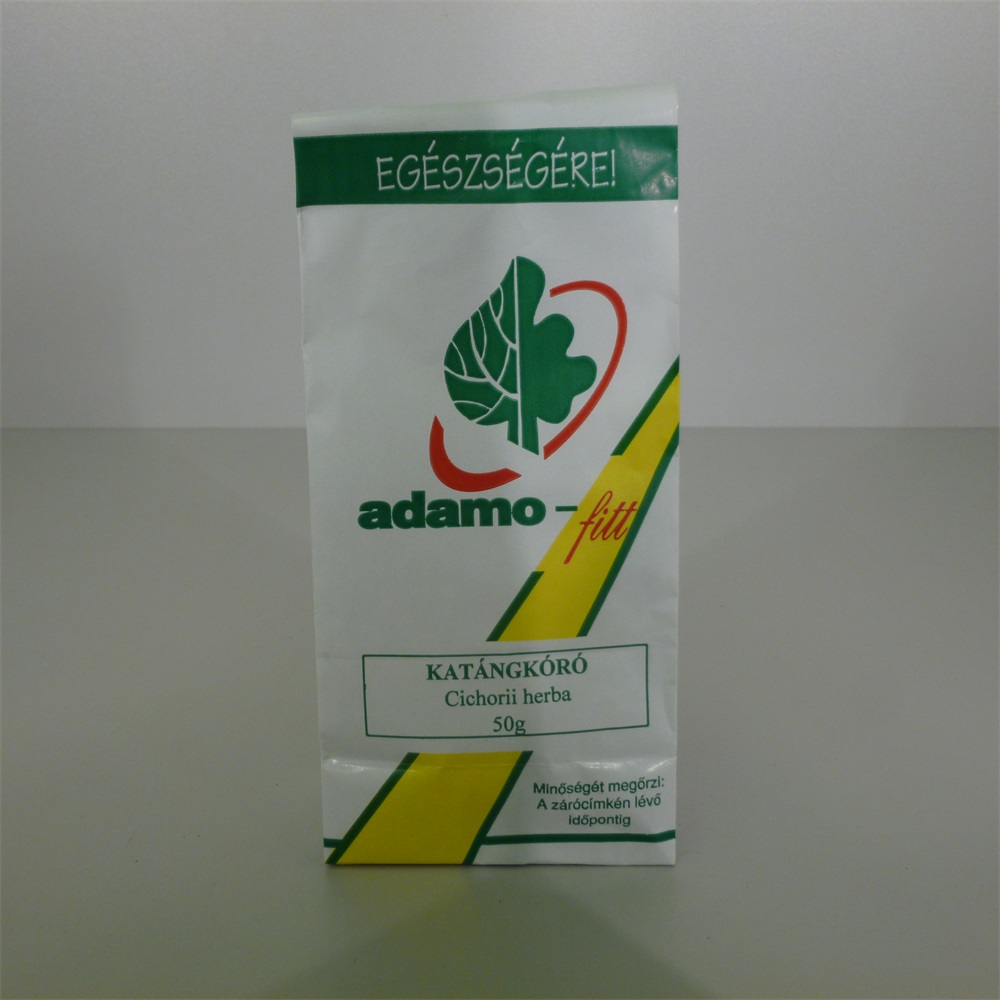 EGÉSZSÉGÉRE!
adamo-fitt
KATÁNGKÓRÓ
Cichorii herba
50g
Minőségét megőrzi:
A zárócímkén lévő
időpontig